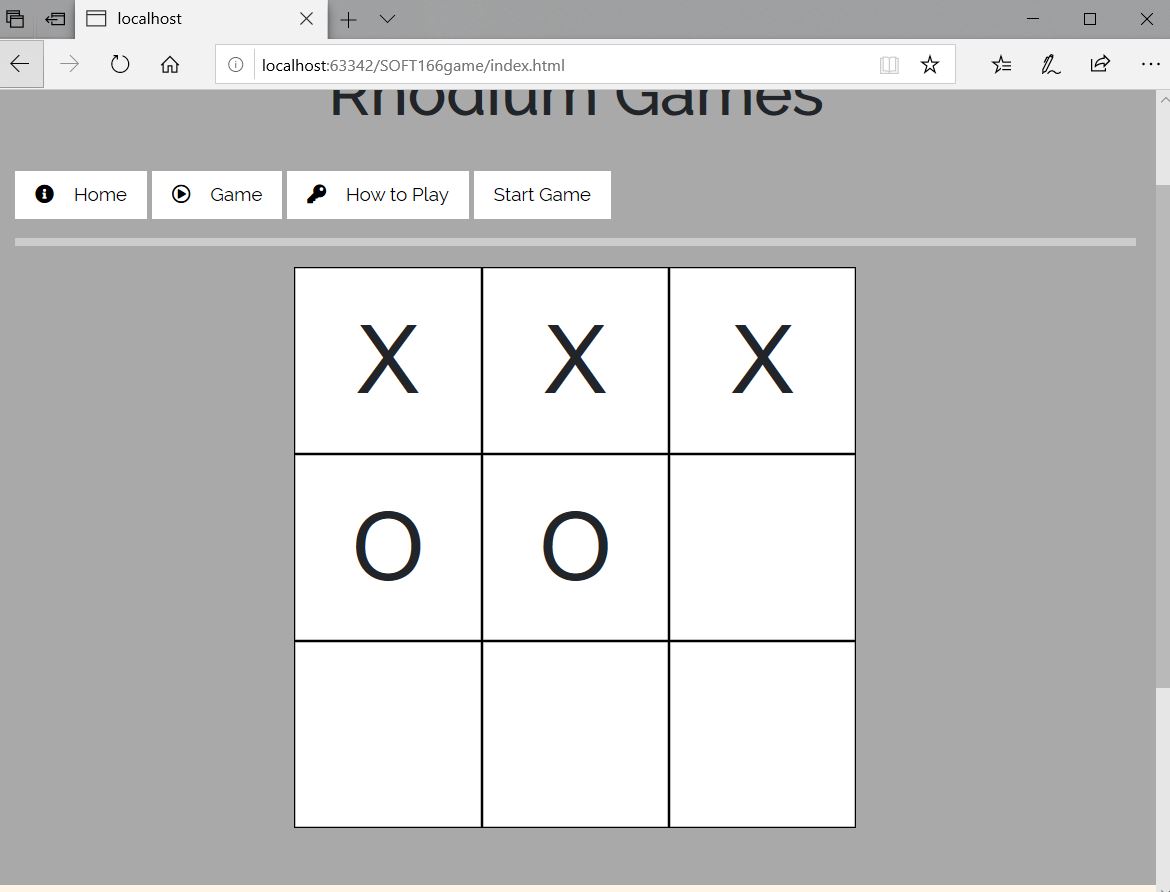 localhost
localhost:63342/SOFT166game/index.html
Rhodium Games
Home Game How to Play Start Game
X X X
O O